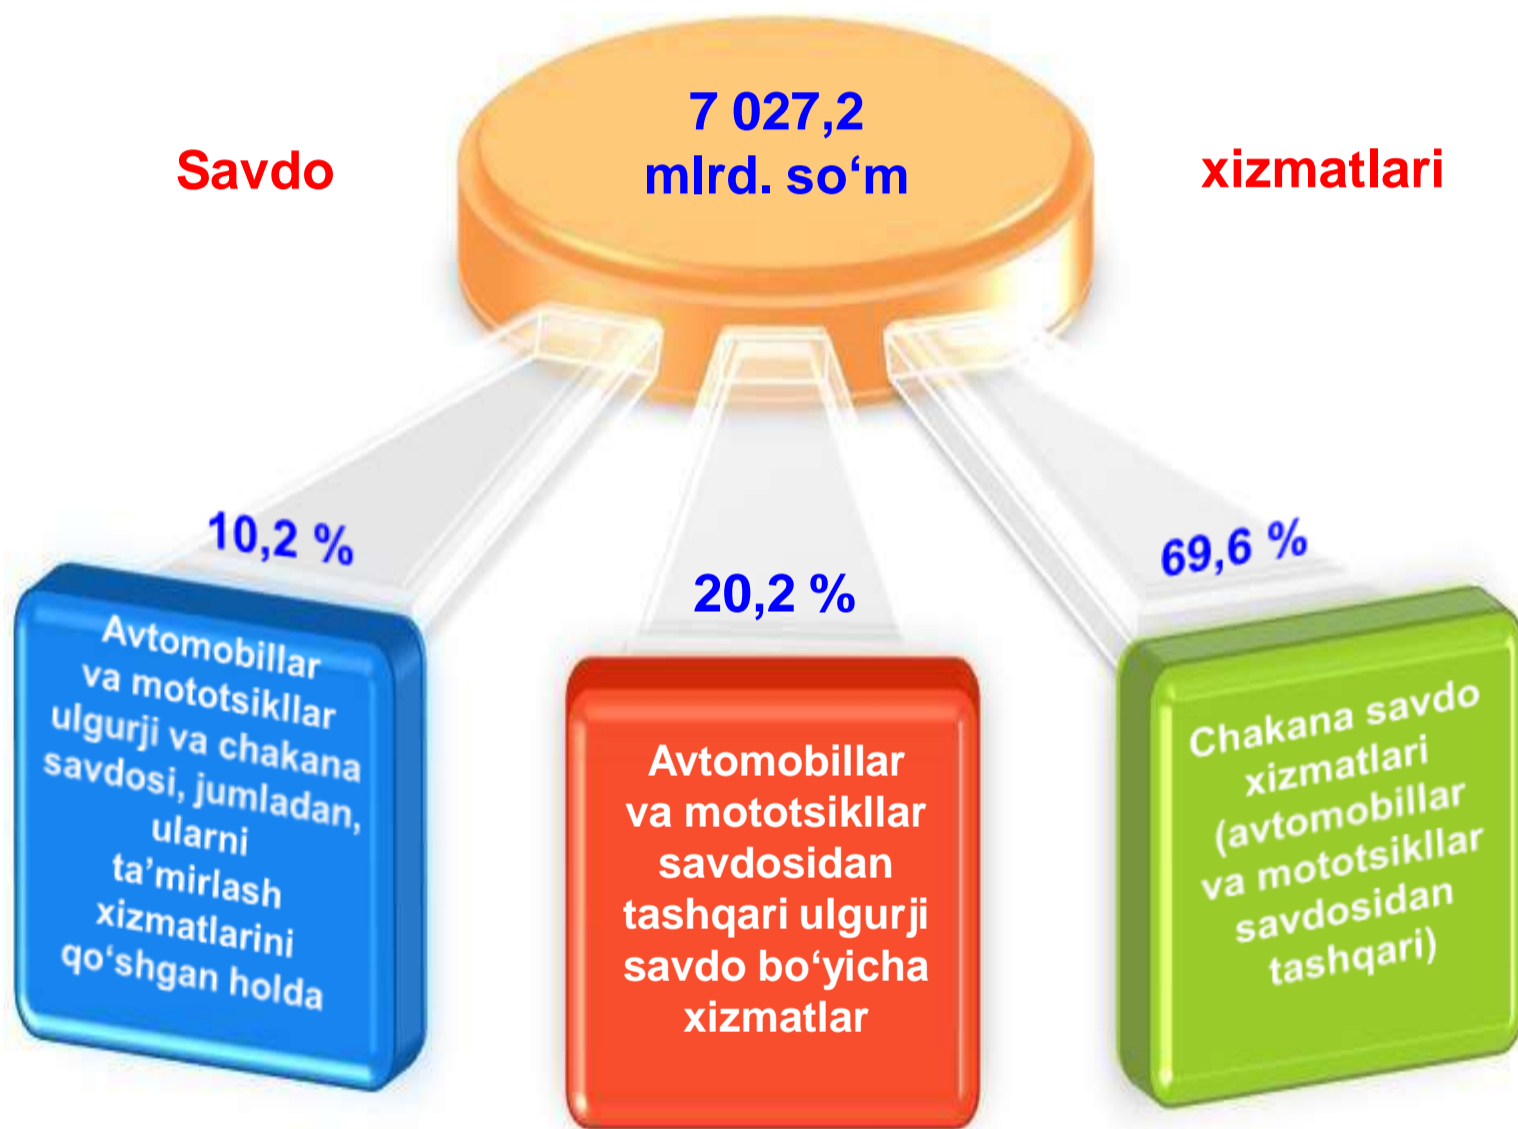 Savdo
7 027,2
mlrd. so‘m
xizmatlari
10,2 %
20,2 %
69,6 %
Avtomobillar
va mototsikllar
ulgurji va chakana
savdosi, jumladan,
ularni
ta’mirlash
xizmatlarini
qo‘shgan holda
Avtomobillar
va mototsikllar
savdosidan
tashqari ulgurji
savdo bo‘yicha
xizmatlar
Chakana savdo
xizmatlari
(avtomobillar
va mototsikllar
savdosidan
tashqari)